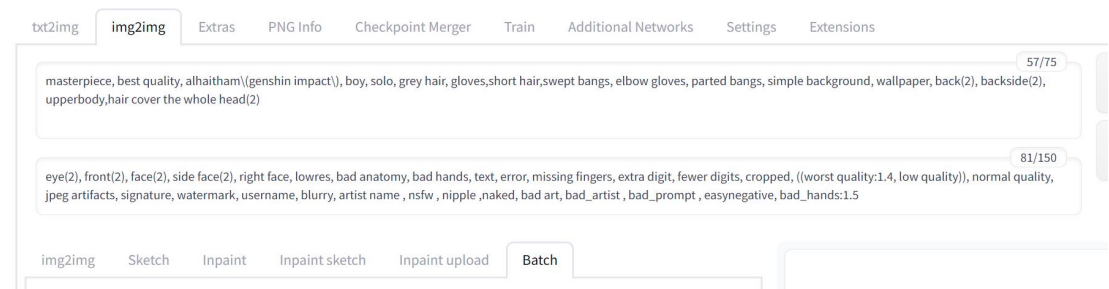 txt2img img2img Extras PNG Info Checkpoint Merger Train Additional Networks Settings Extensions
57/75
masterpiece, best quality, alhaitham\(genshin impact\), boy, solo, grey hair, gloves,short hair,swept bangs, elbow gloves, parted bangs, simple background, wallpaper, back(2), backside(2),
upperbody,hair cover the whole head(2)
81/150
eye(2), front(2), face(2), side face(2), right face, lowres, bad anatomy, bad hands, text, error, missing fingers, extra digit, fewer digits, cropped, ((worst quality:1.4, low quality)), normal quality,
jpeg artifacts, signature, watermark, username, blurry, artist name , nsfw , nipple ,naked, bad art, bad_artist , bad_prompt , easynegative, bad_hands:1.5
img2img Sketch Inpaint Inpaint sketch Inpaint upload Batch